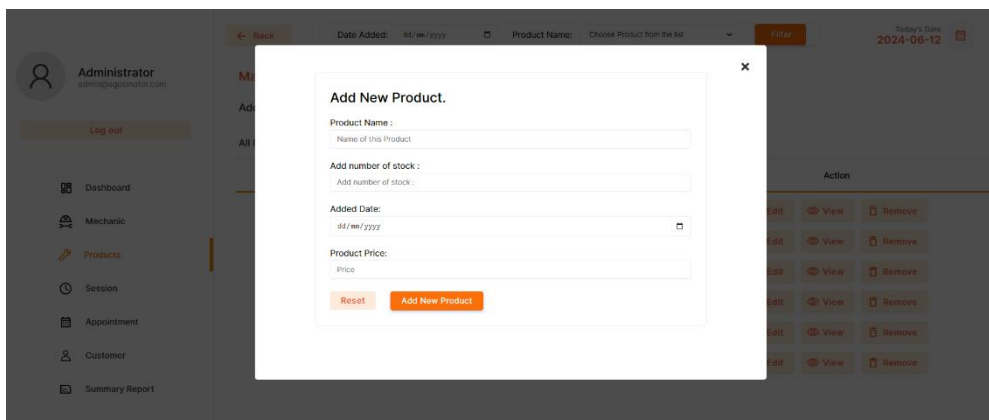 ← Back
Date Added: dd/mm/yyyy
Product Name: Choose Product from the list
Filter
Today's Date
2024-06-12
Administrator
admin@agosmotor.com
Log out
Dashboard
Mechanic
Products
Session
Appointment
Customer
Summary Report
Ma
Add
All
×
Add New Product.
Product Name :
Name of this Product
Add number of stock :
Add number of stock :
Added Date:
dd/mm/yyyy
Product Price:
Price
Reset
Add New Product
Action
Edit View Remove
Edit View Remove
Edit View Remove
Edit View Remove
Edit View Remove
Edit View Remove